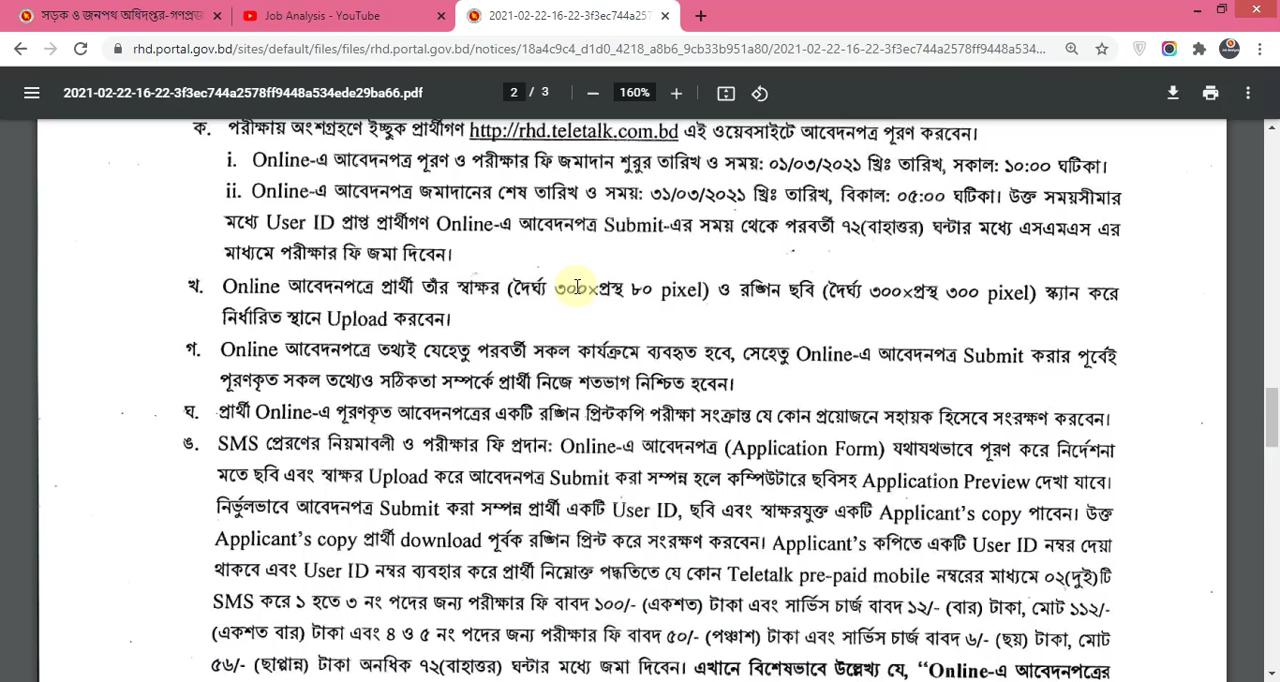 সড়ক ও জনপথ অধিদপ্তর-গণপ্রজ
Job Analysis - YouTube
2021-02-22-16-22-3f3ec744a257
rhd.portal.gov.bd/sites/default/files/files/rhd.portal.gov.bd/notices/18a4c9c4_d1d0_4218_a8b6_9cb33b951a80/2021-02-22-16-22-3f3ec744a2578ff9448a534...
2021-02-22-16-22-3f3ec744a2578ff9448a534ede29ba66.pdf
2 / 3
160%
ক. পরীক্ষায় অংশগ্রহণে ইচ্ছুক প্রার্থীগণ http://rhd.teletalk.com.bd এই ওয়েবসাইটে আবেদনপত্র পূরণ করবেন।
i. Online-এ আবেদনপত্র পূরণ ও পরীক্ষার ফি জমাদান শুরুর তারিখ ও সময়: ০১/০৩/২০২১ খ্রিঃ তারিখ, সকাল: ১০:০০ ঘটিকা।
ii. Online-এ আবেদনপত্র জমাদানের শেষ তারিখ ও সময়: ৩১/০৩/২০২১ খ্রিঃ তারিখ, বিকাল: ০৫:০০ ঘটিকা। উক্ত সময়সীমার
মধ্যে User ID প্রাপ্ত প্রার্থীগণ Online-এ আবেদনপত্র Submit-এর সময় থেকে পরবর্তী ৭২(বাহাত্তর) ঘন্টার মধ্যে এসএমএস এর
মাধ্যমে পরীক্ষার ফি জমা দিবেন।
খ. Online আবেদনপত্রে প্রার্থী তাঁর স্বাক্ষর (দৈর্ঘ্য ৩০০×প্রস্থ ৮০ pixel) ও রঙ্গিন ছবি (দৈর্ঘ্য ৩০০×প্রস্থ ৩০০ pixel) স্ক্যান করে
নির্ধারিত স্থানে Upload করবেন।
গ. Online আবেদনপত্রে তথ্যই যেহেতু পরবর্তী সকল কার্যক্রমে ব্যবহৃত হবে, সেহেতু Online-এ আবেদনপত্র Submit করার পূর্বেই
পূরণকৃত সকল তথ্যেও সঠিকতা সম্পর্কে প্রার্থী নিজে শতভাগ নিশ্চিত হবেন।
ঘ. প্রার্থী Online-এ পূরণকৃত আবেদনপত্রের একটি রঙ্গিন প্রিন্টকপি পরীক্ষা সংক্রান্ত যে কোন প্রয়োজনে সহায়ক হিসেবে সংরক্ষণ করবেন।
ঙ. SMS প্রেরণের নিয়মাবলী ও পরীক্ষার ফি প্রদান: Online-এ আবেদনপত্র (Application Form) যথাযথভাবে পূরণ করে নির্দেশনা
মতে ছবি এবং স্বাক্ষর Upload করে আবেদনপত্র Submit করা সম্পন্ন হলে কম্পিউটারে ছবিসহ Application Preview দেখা যাবে।
নির্ভুলভাবে আবেদনপত্র Submit করা সম্পন্ন প্রার্থী একটি User ID, ছবি এবং স্বাক্ষরযুক্ত একটি Applicant's copy পাবেন। উক্ত
Applicant's copy প্রার্থী download পূর্বক রঙ্গিন প্রিন্ট করে সংরক্ষণ করবেন। Applicant's কপিতে একটি User ID নম্বর দেয়া
থাকবে এবং User ID নম্বর ব্যবহার করে প্রার্থী নিম্নোক্ত পদ্ধতিতে যে কোন Teletalk pre-paid mobile নম্বরের মাধ্যমে ০২(দুই)টি
SMS করে ১ হতে ৩ নং পদের জন্য পরীক্ষার ফি বাবদ ১০০/- (একশত) টাকা এবং সার্ভিস চার্জ বাবদ ১২/- (বার) টাকা, মোট ১১২/-
(একশত বার) টাকা এবং ৪ ও ৫ নং পদের জন্য পরীক্ষার ফি বাবদ ৫০/- (পঞ্চাশ) টাকা এবং সার্ভিস চার্জ বাবদ ৬/- (ছয়) টাকা, মোট
৫৬/- (ছাপ্পান্ন) টাকা অনধিক ৭২(বাহাত্তর) ঘন্টার মধ্যে জমা দিবেন। এখানে বিশেষভাবে উল্লেখ্য যে, “Online-এ আবেদনপত্রের